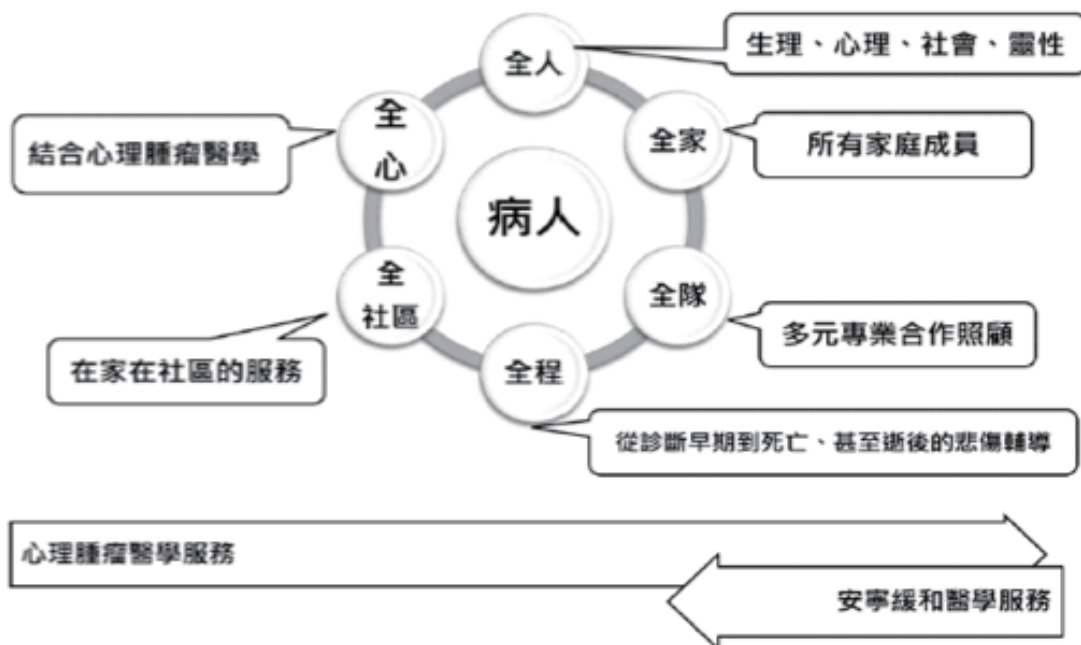 全人
生理、心理、社會、靈性
全家
所有家庭成員
全隊
多元專業合作照顧
全程
從診斷早期到死亡、甚至逝後的悲傷輔導
全
社區
在家在社區的服務
全
心
結合心理腫瘤醫學
病人
心理腫瘤醫學服務
安寧緩和醫學服務